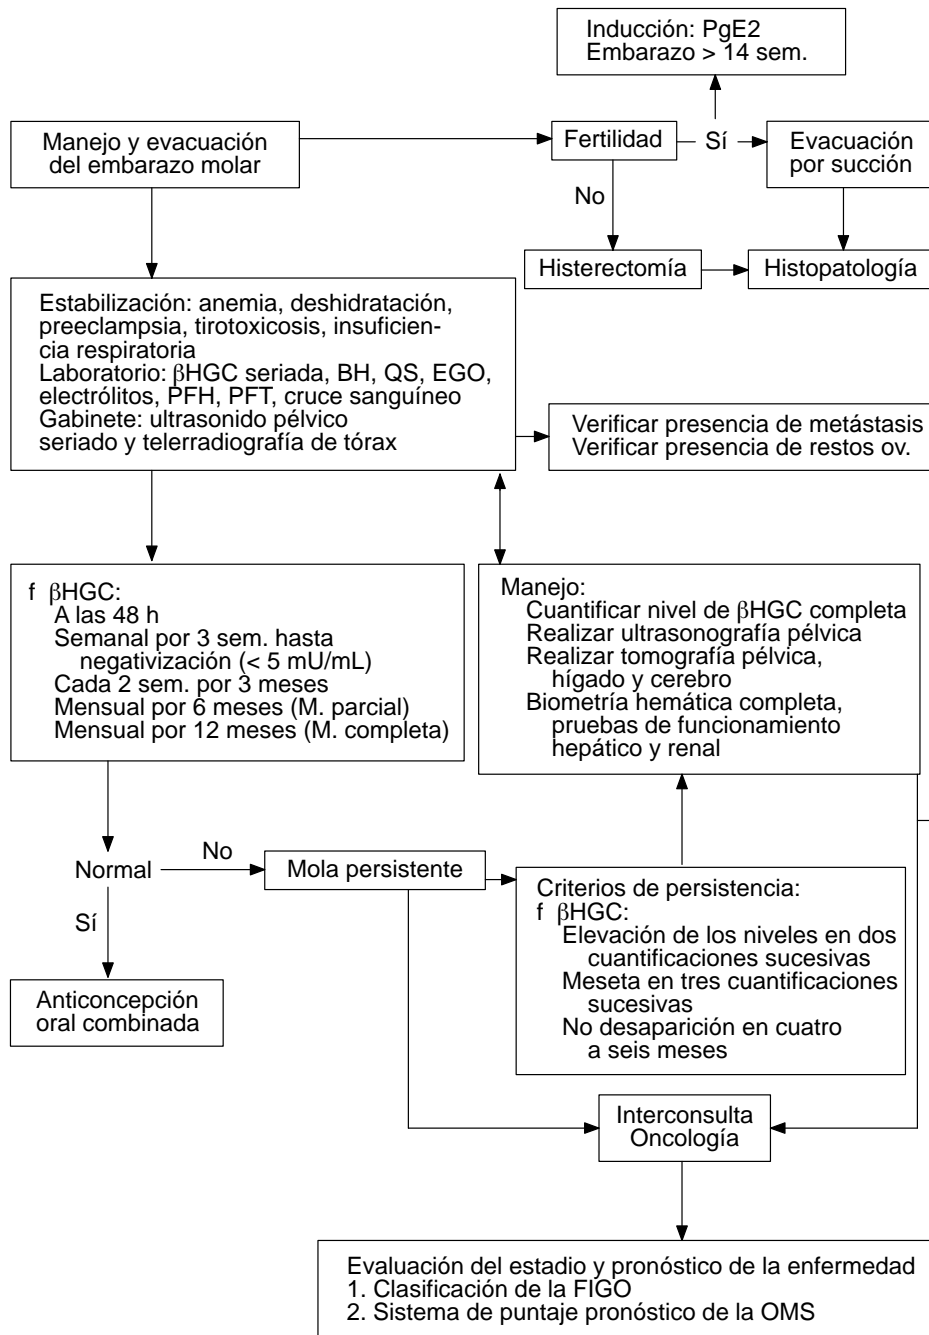 Inducción: PgE2
Embarazo > 14 sem.
Manejo y evacuación
del embarazo molar
Fertilidad
Sí
Evacuación
por succión
No
Histerectomía
Histopatología
Estabilización: anemia, deshidratación,
preeclampsia, tirotoxicosis, insuficien-
cia respiratoria
Laboratorio: βHGC seriada, BH, QS, EGO,
electrólitos, PFH, PFT, cruce sanguíneo
Gabinete: ultrasonido pélvico
seriado y telerradiografía de tórax
Verificar presencia de metástasis
Verificar presencia de restos ov.
f βHGC:
A las 48 h
Semanal por 3 sem. hasta
negativización (< 5 mU/mL)
Cada 2 sem. por 3 meses
Mensual por 6 meses (M. parcial)
Mensual por 12 meses (M. completa)
Manejo:
Cuantificar nivel de βHGC completa
Realizar ultrasonografía pélvica
Realizar tomografía pélvica,
hígado y cerebro
Biometría hemática completa,
pruebas de funcionamiento
hepático y renal
Normal
No
Mola persistente
Sí
Criterios de persistencia:
f βHGC:
Elevación de los niveles en dos
cuantificaciones sucesivas
Meseta en tres cuantificaciones
sucesivas
No desaparición en cuatro
a seis meses
Anticoncepción
oral combinada
Interconsulta
Oncología
Evaluación del estadio y pronóstico de la enfermedad
1. Clasificación de la FIGO
2. Sistema de puntaje pronóstico de la OMS